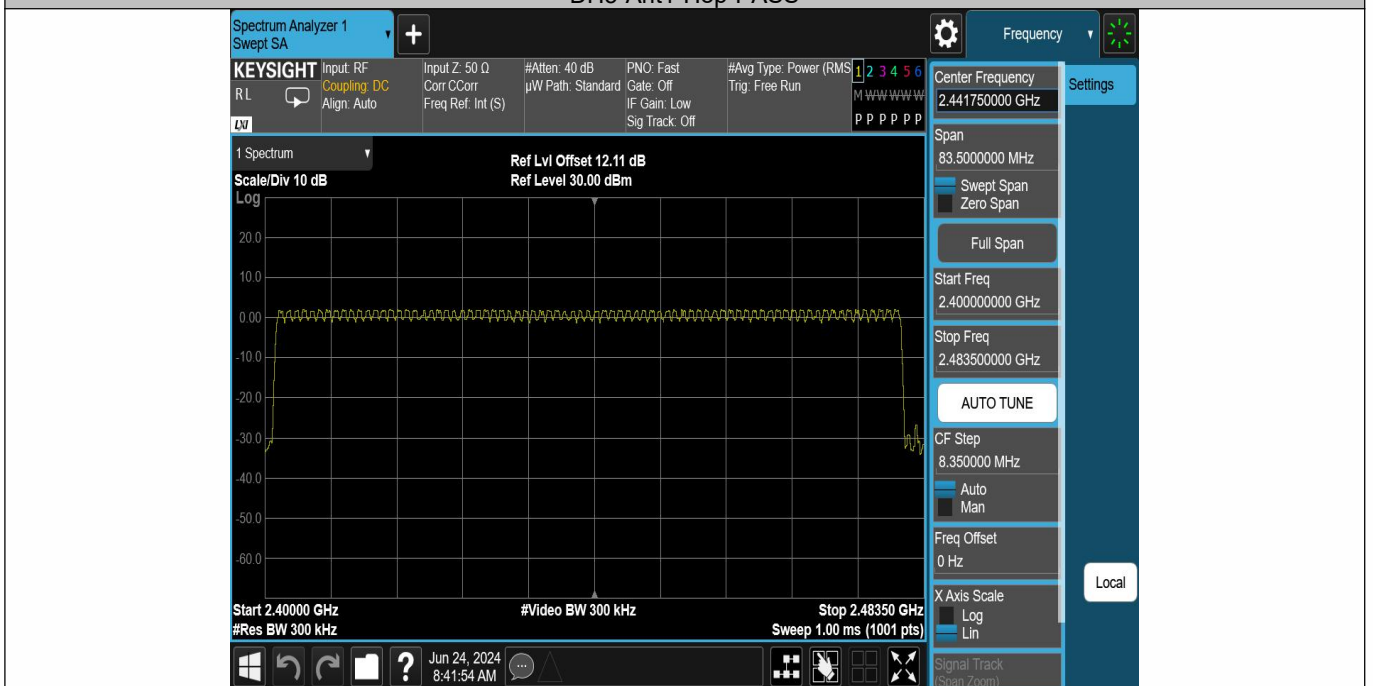 Spectrum Analyzer 1
Swept SA
Frequency
KEYSIGHT
RL
LXI
Input: RF
Coupling: DC
Align: Auto
Input Z: 50 Ω
Corr CCorr
Freq Ref: Int (S)
#Atten: 40 dB
µW Path: Standard
PNO: Fast
Gate: Off
IF Gain: Low
Sig Track: Off
#Avg Type: Power (RMS
Trig: Free Run
1 2 3 4 5 6
M W W W W W
P P P P P P
1 Spectrum
Scale/Div 10 dB
Log
Ref Lvl Offset 12.11 dB
Ref Level 30.00 dBm
20.0
10.0
0.00
-10.0
-20.0
-30.0
-40.0
-50.0
-60.0
Start 2.40000 GHz
#Res BW 300 kHz
#Video BW 300 kHz
Stop 2.48350 GHz
Sweep 1.00 ms (1001 pts)
Center Frequency
2.441750000 GHz
Settings
Span
83.5000000 MHz
Swept Span
Zero Span
Full Span
Start Freq
2.400000000 GHz
Stop Freq
2.483500000 GHz
AUTO TUNE
CF Step
8.350000 MHz
Auto
Man
Freq Offset
0 Hz
X Axis Scale
Log
Lin
Local
Signal Track
(Span Zoom)
?
Jun 24, 2024
8:41:54 AM